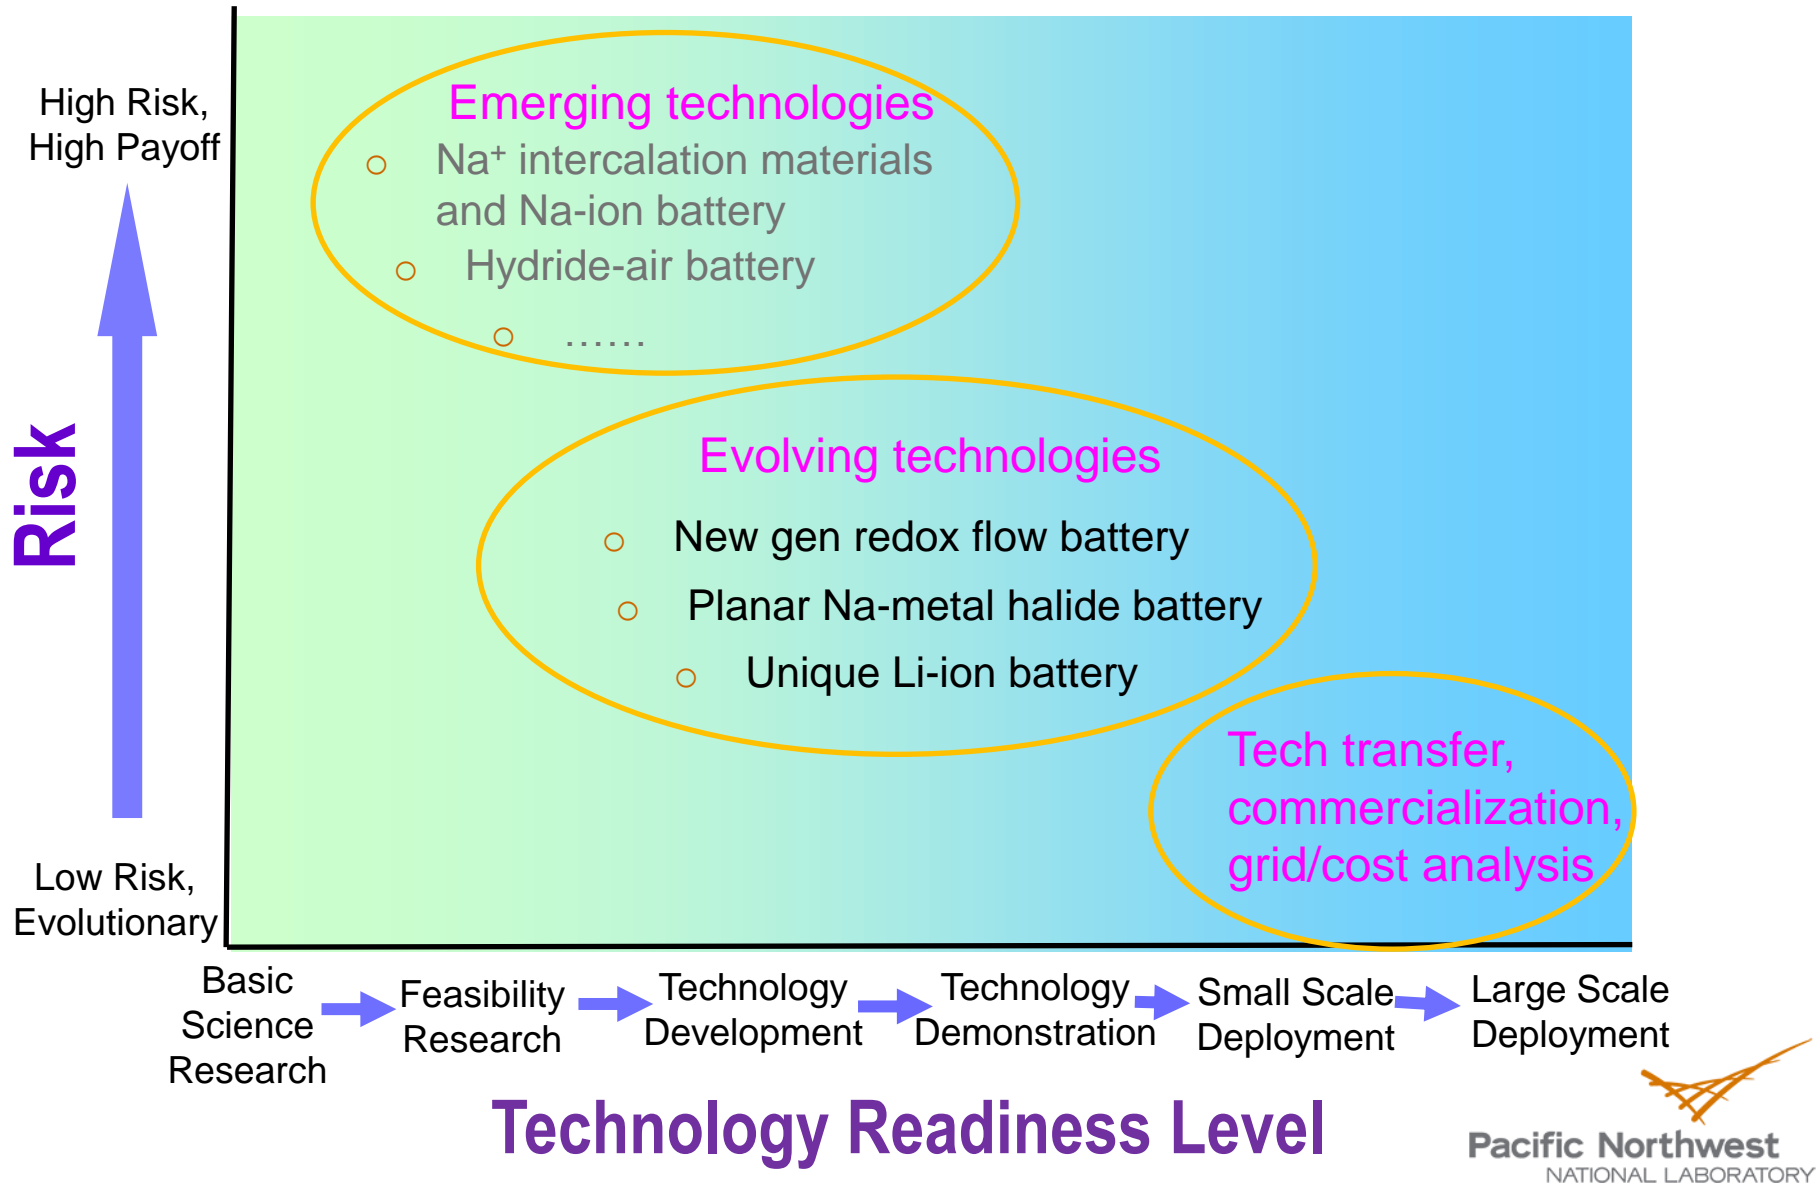 High Risk,
High Payoff
Risk
Low Risk,
Evolutionary
Emerging technologies
Na⁺ intercalation materials
and Na-ion battery
Hydride-air battery
......
Evolving technologies
New gen redox flow battery
Planar Na-metal halide battery
Unique Li-ion battery
Tech transfer,
commercialization,
grid/cost analysis
Basic
Science
Research
Feasibility
Research
Technology
Development
Technology
Demonstration
Small Scale
Deployment
Large Scale
Deployment
Technology Readiness Level
Pacific Northwest
NATIONAL LABORATORY